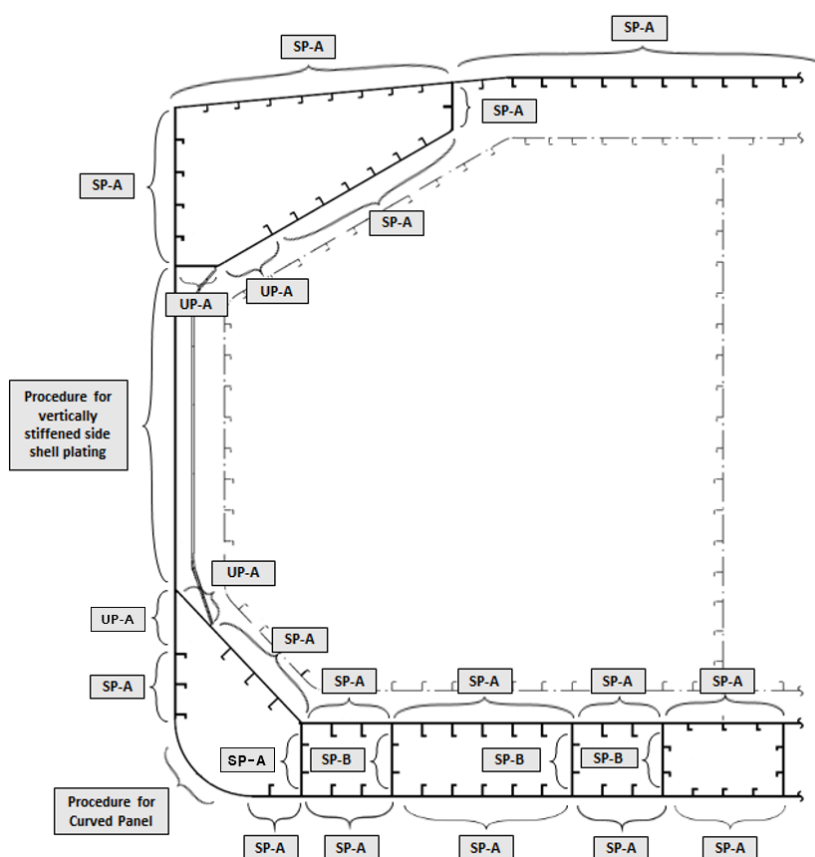 SP-A
SP-A
SP-A
SP-A
SP-A
UP-A
UP-A
Procedure for
vertically
stiffened side
shell plating
UP-A
UP-A
SP-A
SP-A
SP-A
SP-A
SP-A
SP-A
SP-A
SP-B
SP-B
SP-B
Procedure for
Curved Panel
SP-A
SP-A
SP-A
SP-A
SP-A